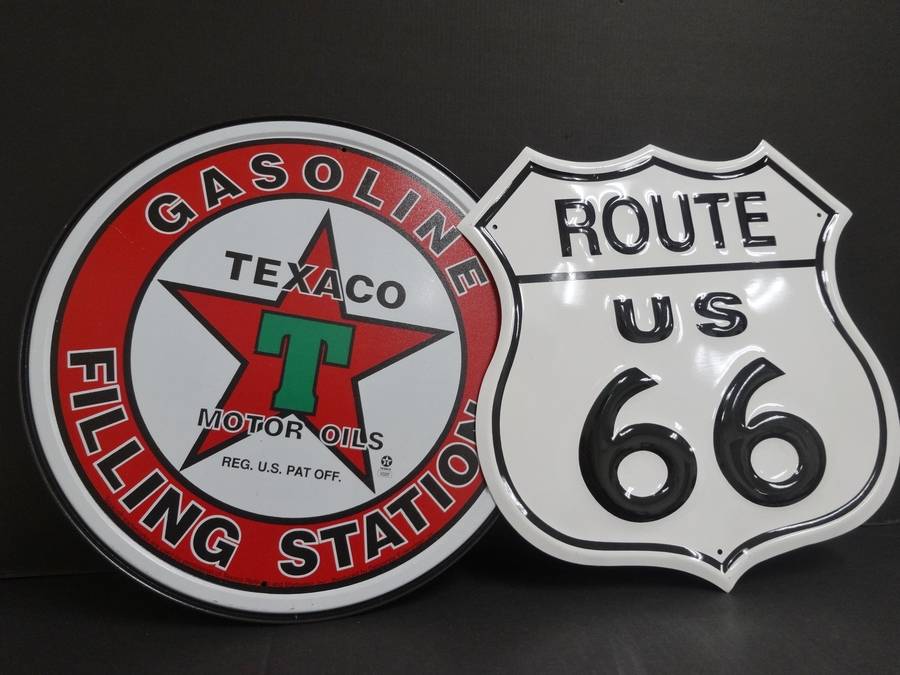 GASOLINE
TEXACO
T
MOTOR OILS
REG. U.S. PAT OFF.
FILLING STATION
ROUTE
US
66